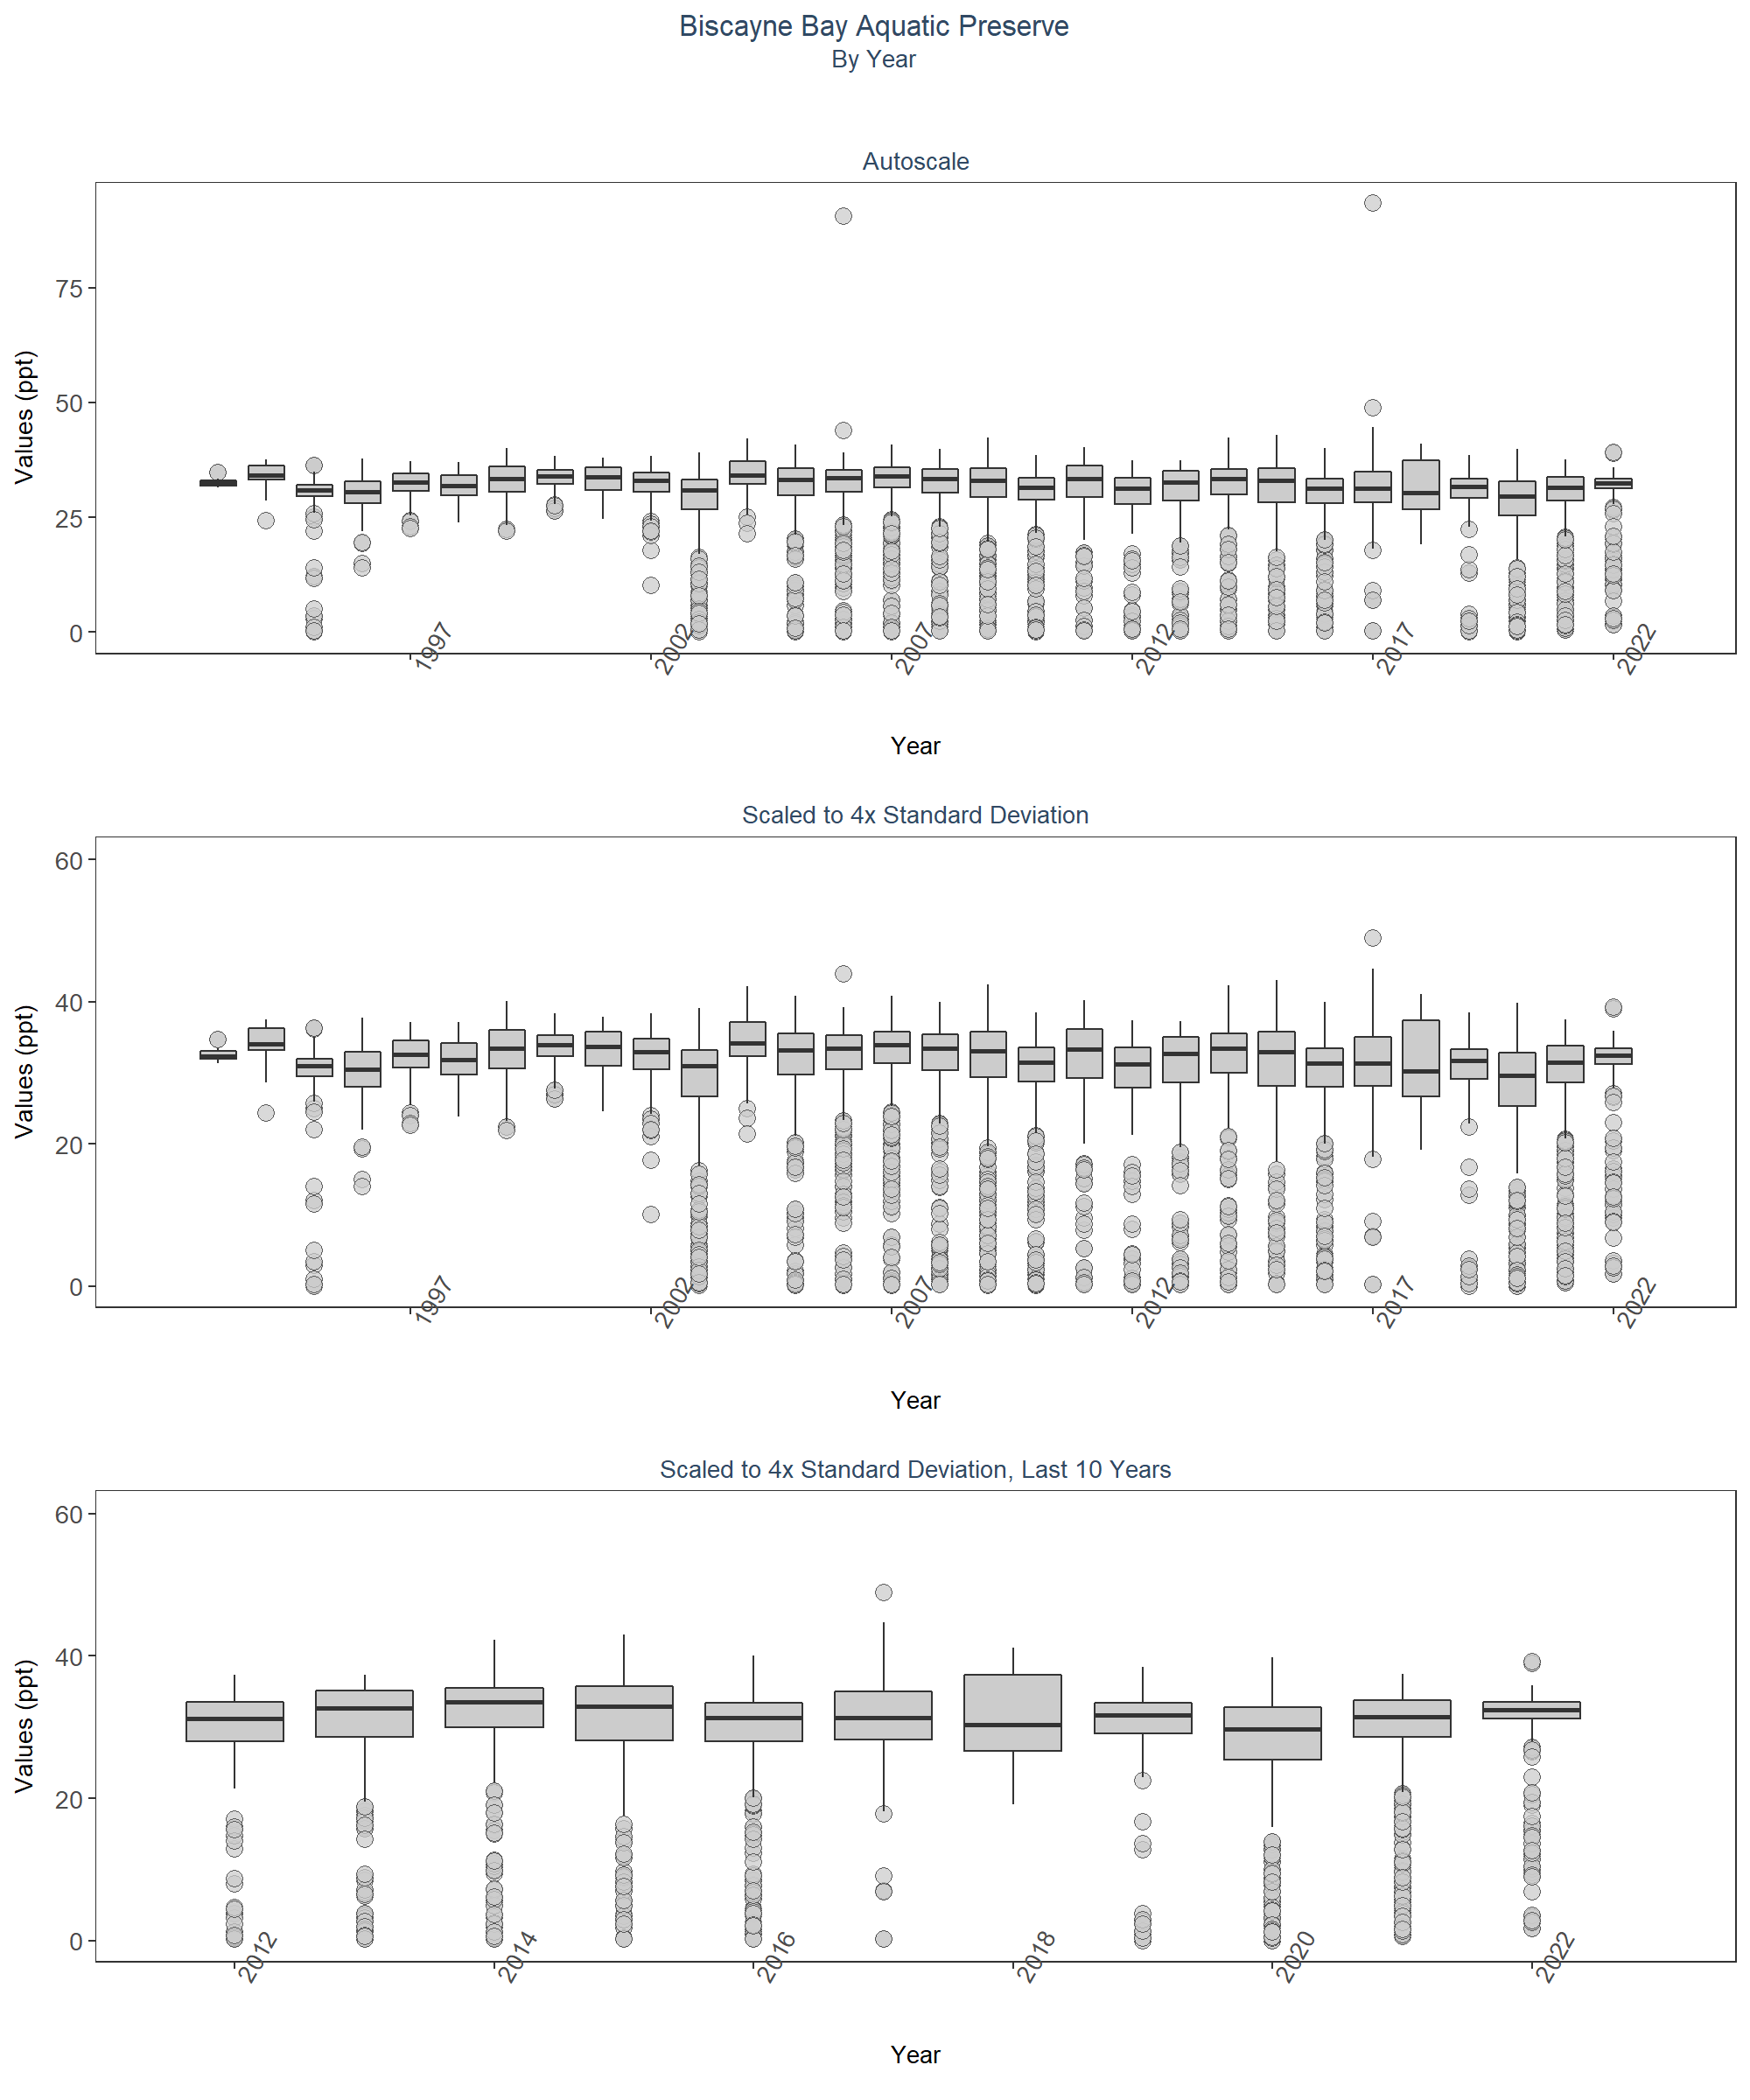 Biscayne Bay Aquatic Preserve
By Year
Autoscale
Values (ppt)
75
50
25
0
1997
2002
2007
2012
2017
2022
Year
Scaled to 4x Standard Deviation
Values (ppt)
60
40
20
0
1997
2002
2007
2012
2017
2022
Year
Scaled to 4x Standard Deviation, Last 10 Years
Values (ppt)
60
40
20
0
2012
2014
2016
2018
2020
2022
Year